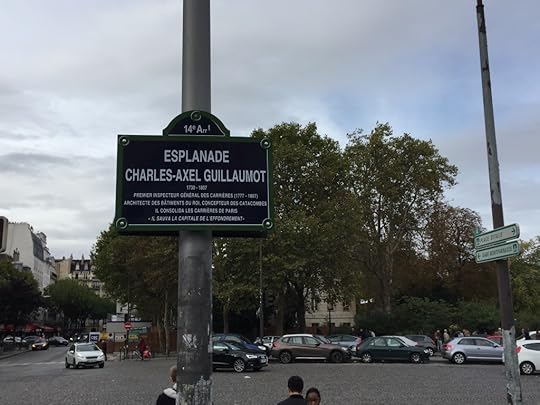 14e Arrt
ESPLANADE
CHARLES-AXEL GUILLAUMOT
1730 - 1807
PREMIER INSPECTEUR GÉNÉRAL DES CARRIÈRES (1777 - 1807)
ARCHITECTE DES BÂTIMENTS DU ROI, CONCEPTEUR DES CATACOMBES
IL CONSOLIDA LES CARRIÈRES DE PARIS
« IL SAUVA LA CAPITALE DE L'EFFONDREMENT »